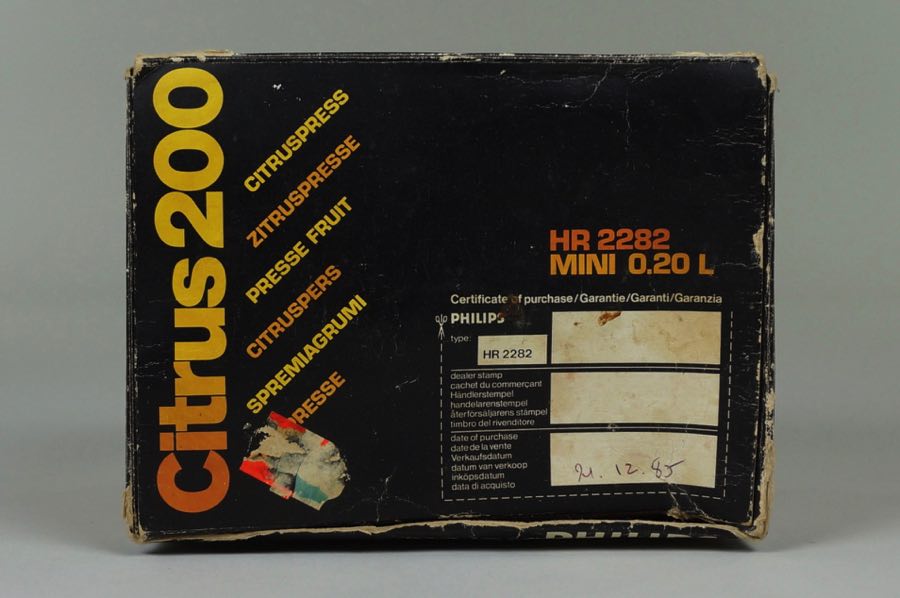 Citrus 200
CITRUSPRESS
ZITRUSPRESSE
PRESSE FRUIT
CITRUSPERS
SPREMIAGRUMI
RESSE
HR 2282
MINI 0.20 L
Certificate of purchase/Garantie/Garanti/Garanzia
PHILIPS
type:
HR 2282
dealer stamp
cachet du commerçant
Händlerstempel
handelarenstempel
återförsäljarens stämpel
timbro del rivenditore
date of purchase
date de la vente
Verkaufsdatum
datum van verkoop
inköpsdatum
data di acquisto
21. 12. 85
PHILIPS